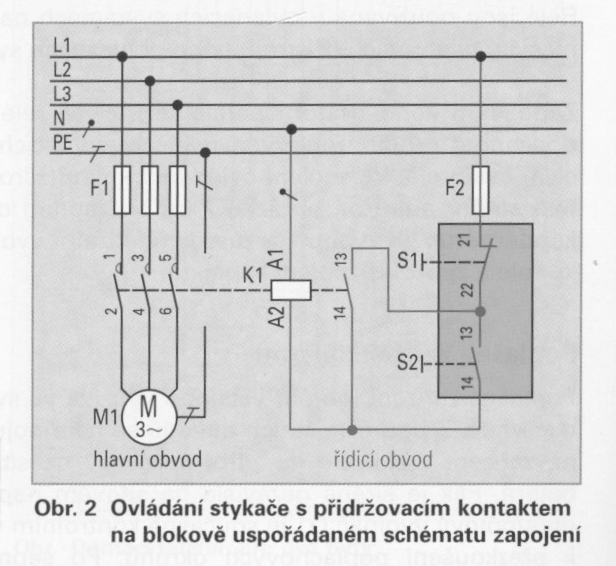 L1
L2
L3
N
PE
F1
F2
1
3
5
2
4
6
K1
A1
A2
13
14
S1
21
22
S2
13
14
M1
M
3~
hlavní obvod
řídící obvod
Obr. 2 Ovládání stykače s přidržovacím kontaktem
na blokově uspořádaném schématu zapojení